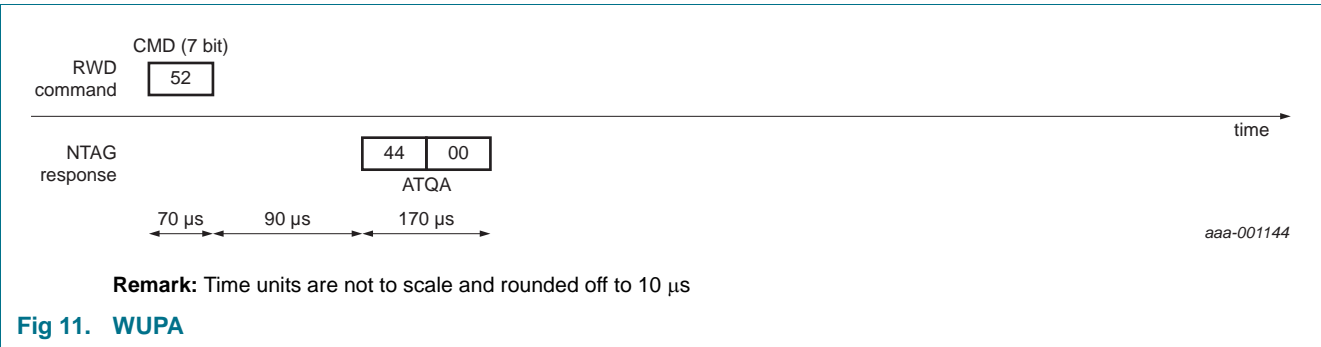 CMD (7 bit)
RWD
command
52
time
NTAG
response
44 00
ATQA
70 μs 90 μs 170 μs
aaa-001144
Remark: Time units are not to scale and rounded off to 10 μs
Fig 11. WUPA